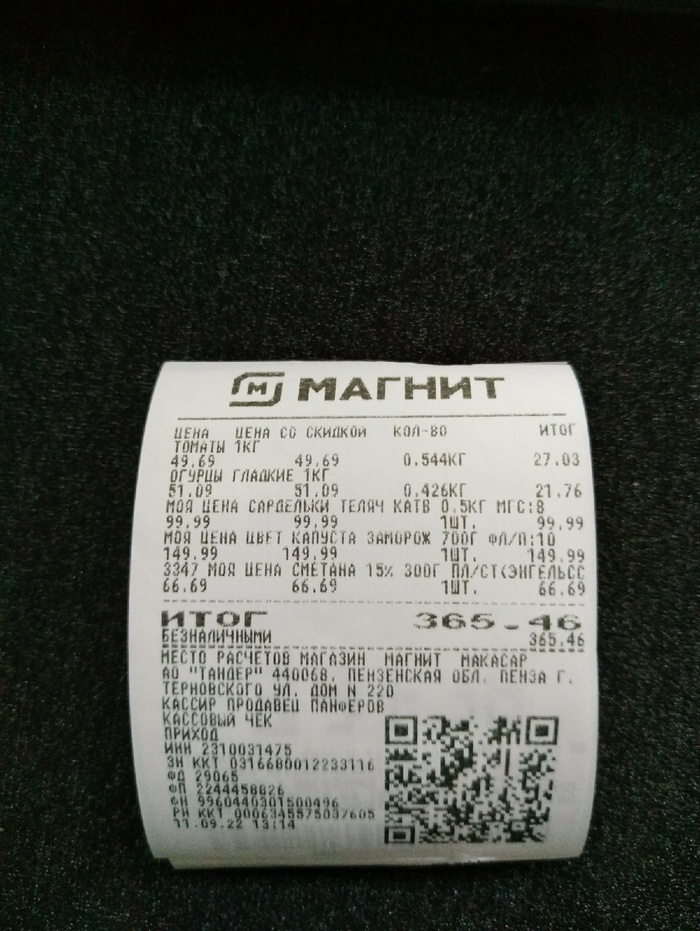 М МАГНИТ
ЦЕНА ЦЕНА СО СКИДКОЙ КОЛ-ВО ИТОГ
ТОМАТЫ 1КГ
49.69 49.69 0.544КГ 27.03
ОГУРЦЫ ГЛАДКИЕ 1КГ
51.09 51.09 0.426КГ 21.76
МОЯ ЦЕНА САРДЕЛЬКИ ТЕЛЯЧ КАТВ 0.5КГ МГС:8
99.99 99.99 1ШТ. 99.99
МОЯ ЦЕНА ЦВЕТ КАПУСТА ЗАМОРОЖ 700Г ФЛ/П:10
149.99 149.99 1ШТ. 149.99
3347 МОЯ ЦЕНА СМЕТАНА 15% 300Г ПЛ/СТ(ЭНГЕЛЬСС
66.69 66.69 1ШТ. 66.69
ИТОГ 365.46
БЕЗНАЛИЧНЫМИ 365.46
МЕСТО РАСЧЕТОВ МАГАЗИН МАГНИТ МАКАСАР
АО "ТАНДЕР" 440068, ПЕНЗЕНСКАЯ ОБЛ. ПЕНЗА Г.
ТЕРНОВСКОГО УЛ. ДОМ N 220
КАССИР ПРОДАВЕЦ ПАНФЕРОВ
КАССОВЫЙ ЧЕК
ПРИХОД
ИНН 2310031475
ЗН ККТ 0316680012233116
ФД 29065
ФП 2244458826
ФН 9960440301500496
РН ККТ 0006345575037605
11.09.22 13:14